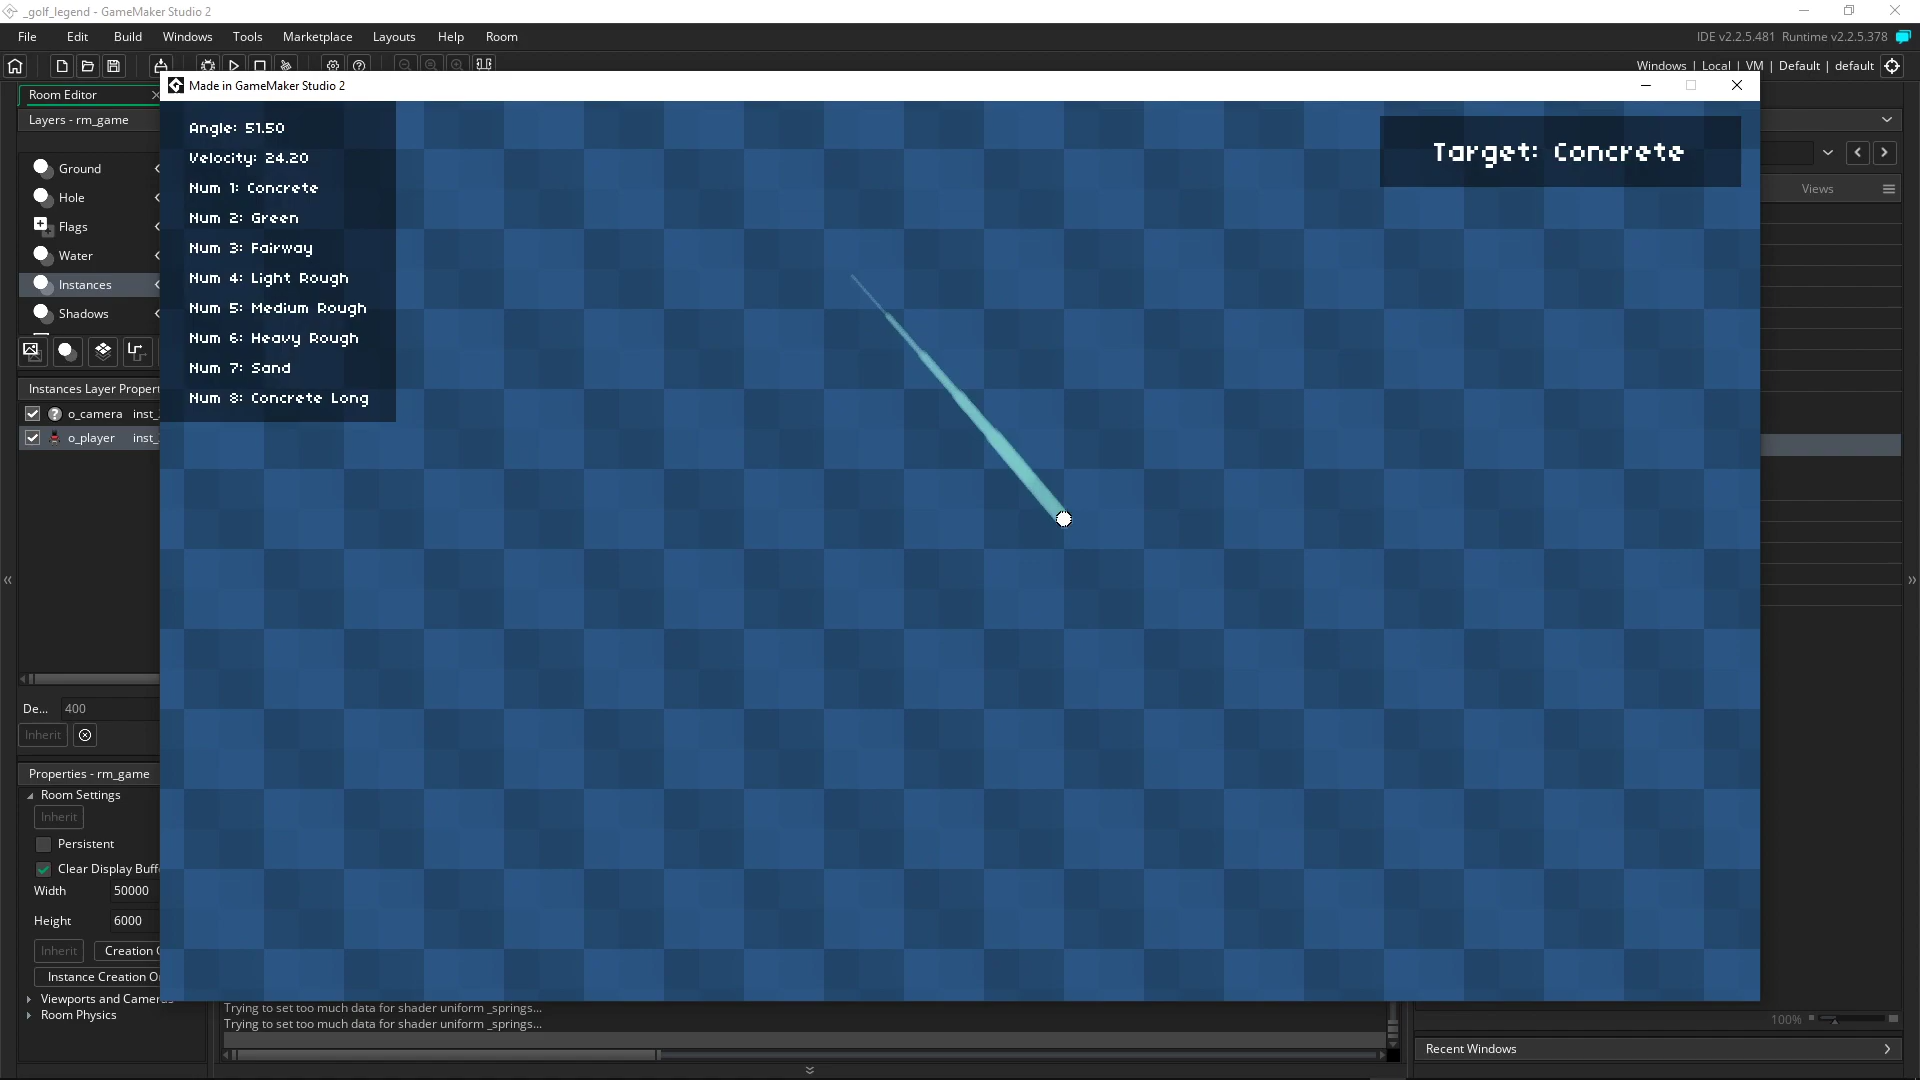 _golf_legend - GameMaker Studio 2
File Edit Build Windows Tools Marketplace Layouts Help Room
IDE v2.2.5.481 Runtime v2.2.5.378
Windows | Local | VM | Default | default
Room Editor
Made in GameMaker Studio 2
Layers - rm_game
Ground
Hole
Flags
Water
Instances
Shadows
Instances Layer Propert
o_camera inst_
o_player inst_
De... 400
Inherit
Properties - rm_game
Room Settings
Inherit
Persistent
Clear Display Buff
Width 50000
Height 6000
Inherit Creation
Instance Creation
Viewports and Cameras
Room Physics
Angle: 51.50
Velocity: 24.20
Num 1: Concrete
Num 2: Green
Num 3: Fairway
Num 4: Light Rough
Num 5: Medium Rough
Num 6: Heavy Rough
Num 7: Sand
Num 8: Concrete Long
Target: Concrete
Views
Trying to set too much data for shader uniform _springs...
Trying to set too much data for shader uniform _springs...
100%
Recent Windows